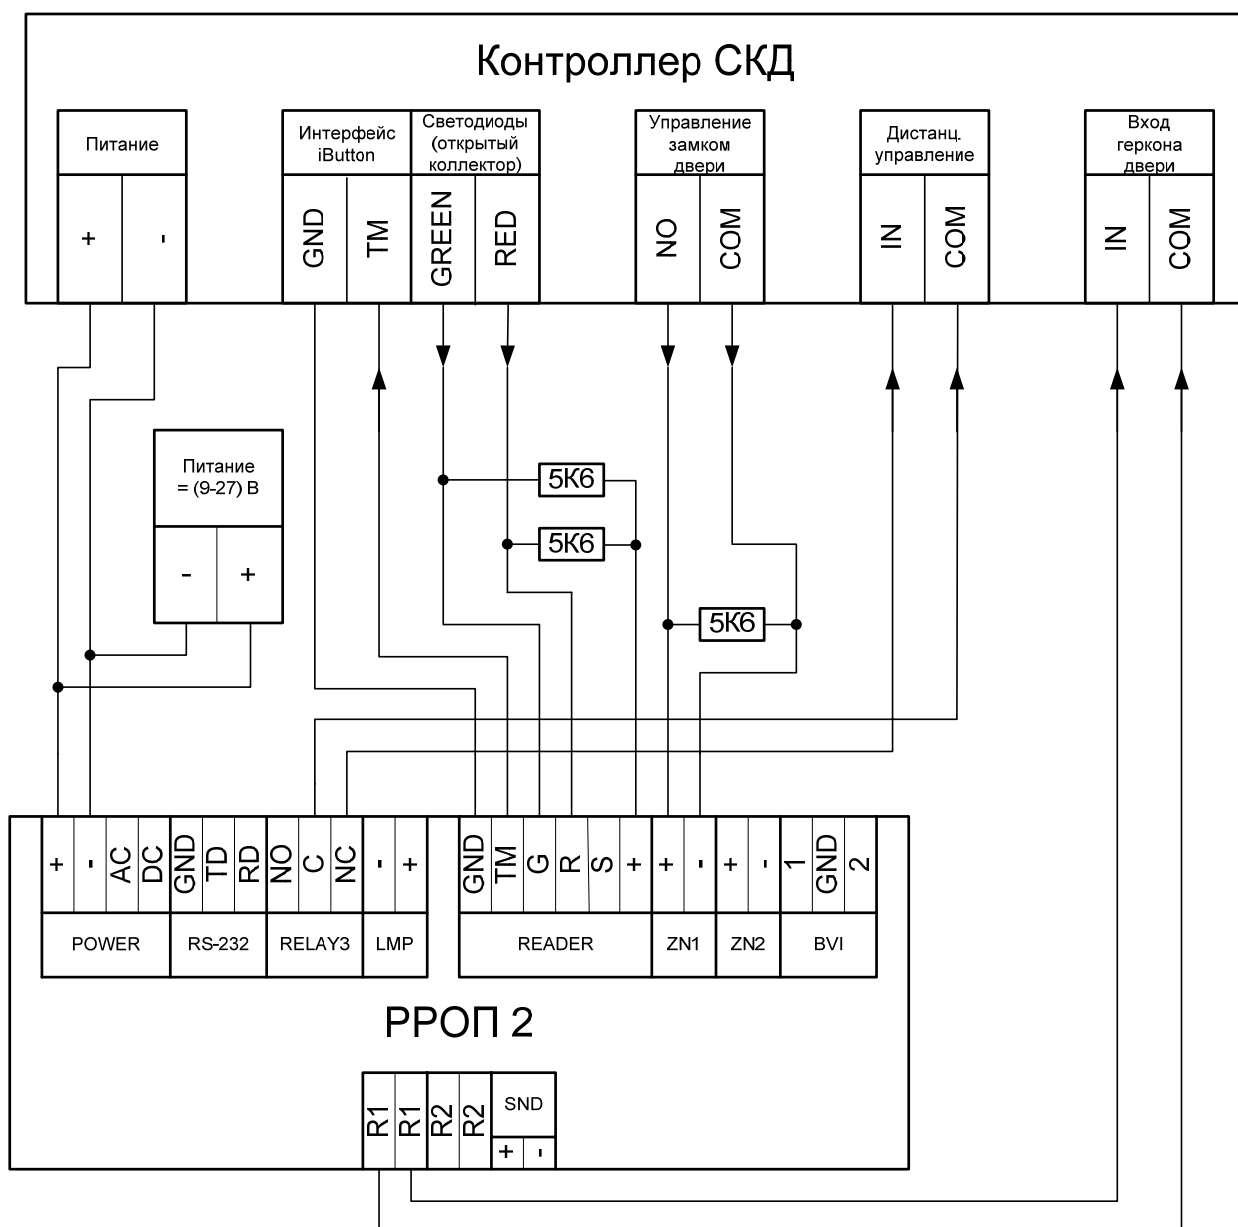 Контроллер СКД
Питание
Интерфейс
iButton
Светодиоды
(открытый
коллектор)
Управление
замком
двери
Дистанц.
управление
Вход
геркона
двери
+
-
GND
TM
GREEN
RED
NO
COM
IN
COM
IN
COM
Питание
= (9-27) В
-
+
5К6
5К6
5К6
+
-
AC
DC
GND
TD
RD
NO
C
NC
-
+
GND
TM
G
R
S
+
+
-
+
-
1
GND
2
POWER
RS-232
RELAY3
LMP
READER
ZN1
ZN2
BVI
РРОП 2
R1
R1
R2
R2
SND
+
-